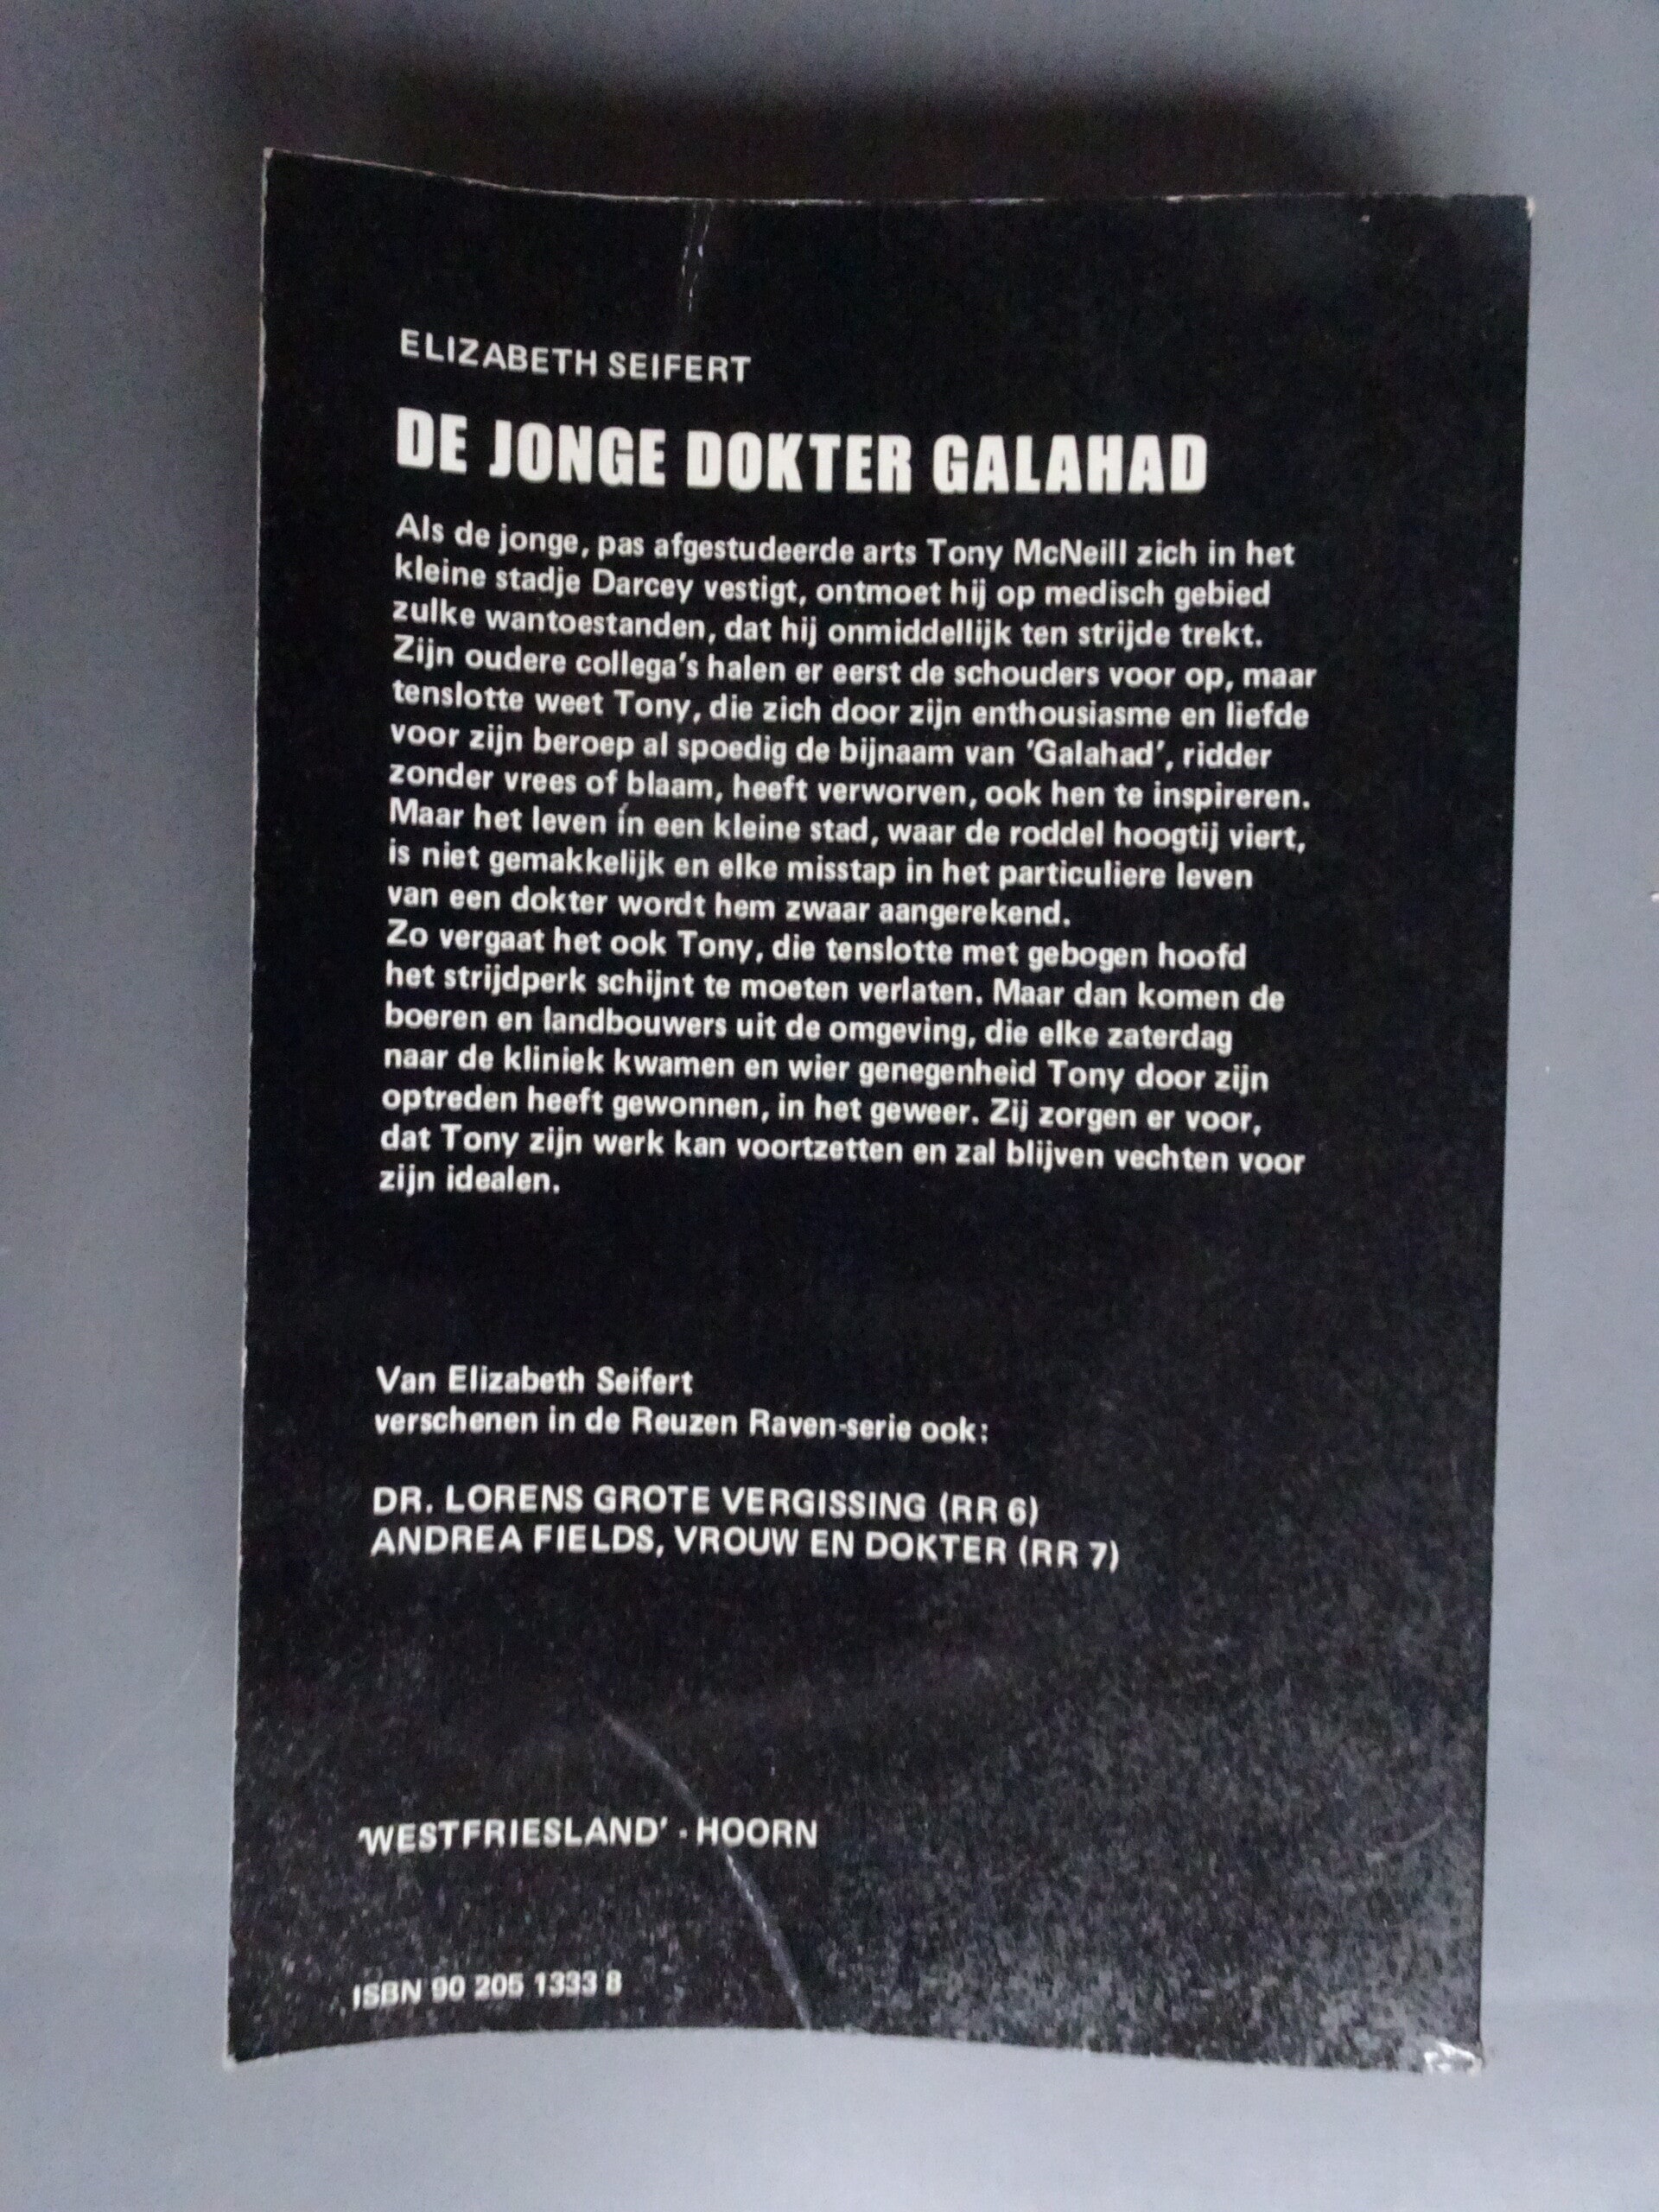 ELIZABETH SEIFERT
DE JONGE DOKTER GALAHAD
Als de jonge, pas afgestudeerde arts Tony McNeill zich in het
kleine stadje Darcey vestigt, ontmoet hij op medisch gebied
zulke wantoestanden, dat hij onmiddellijk ten strijde trekt.
Zijn oudere collega's halen er eerst de schouders voor op, maar
tenslotte weet Tony, die zich door zijn enthousiasme en liefde
voor zijn beroep al spoedig de bijnaam van 'Galahad', ridder
zonder vrees of blaam, heeft verworven, ook hen te inspireren.
Maar het leven in een kleine stad, waar de roddel hoogtij viert,
is niet gemakkelijk en elke misstap in het particuliere leven
van een dokter wordt hem zwaar aangerekend.
Zo vergaat het ook Tony, die tenslotte met gebogen hoofd
het strijdperk schijnt te moeten verlaten. Maar dan komen de
boeren en landbouwers uit de omgeving, die elke zaterdag
naar de kliniek kwamen en wier genegenheid Tony door zijn
optreden heeft gewonnen, in het geweer. Zij zorgen er voor,
dat Tony zijn werk kan voortzetten en zal blijven vechten voor
zijn idealen.
Van Elizabeth Seifert
verschenen in de Reuzen Raven-serie ook:
DR. LORENS GROTE VERGISSING (RR 6)
ANDREA FIELDS, VROUW EN DOKTER (RR 7)
'WESTFRIESLAND' · HOORN
ISBN 90 205 1333 8